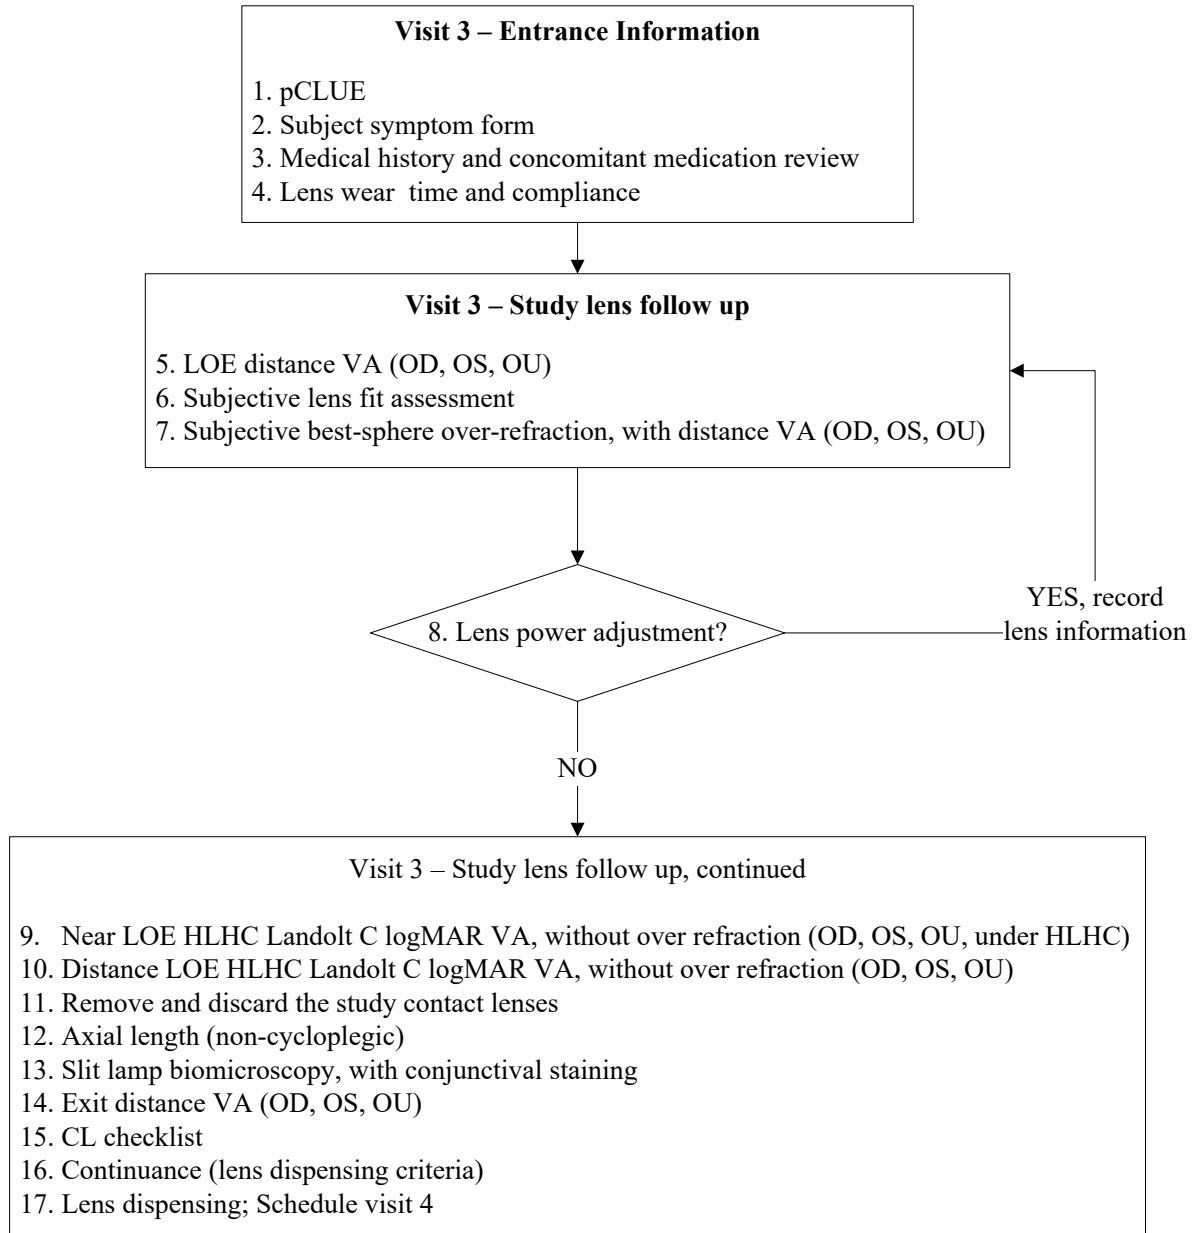 Visit 3 – Entrance Information
1. pCLUE
2. Subject symptom form
3. Medical history and concomitant medication review
4. Lens wear  time and compliance
Visit 3 – Study lens follow up
5. LOE distance VA (OD, OS, OU)
6. Subjective lens fit assessment
7. Subjective best-sphere over-refraction, with distance VA (OD, OS, OU)
8. Lens power adjustment?
YES, record
lens information
NO
Visit 3 – Study lens follow up, continued
9. Near LOE HLHC Landolt C logMAR VA, without over refraction (OD, OS, OU, under HLHC)
10. Distance LOE HLHC Landolt C logMAR VA, without over refraction (OD, OS, OU)
11. Remove and discard the study contact lenses
12. Axial length (non-cycloplegic)
13. Slit lamp biomicroscopy, with conjunctival staining
14. Exit distance VA (OD, OS, OU)
15. CL checklist
16. Continuance (lens dispensing criteria)
17. Lens dispensing; Schedule visit 4